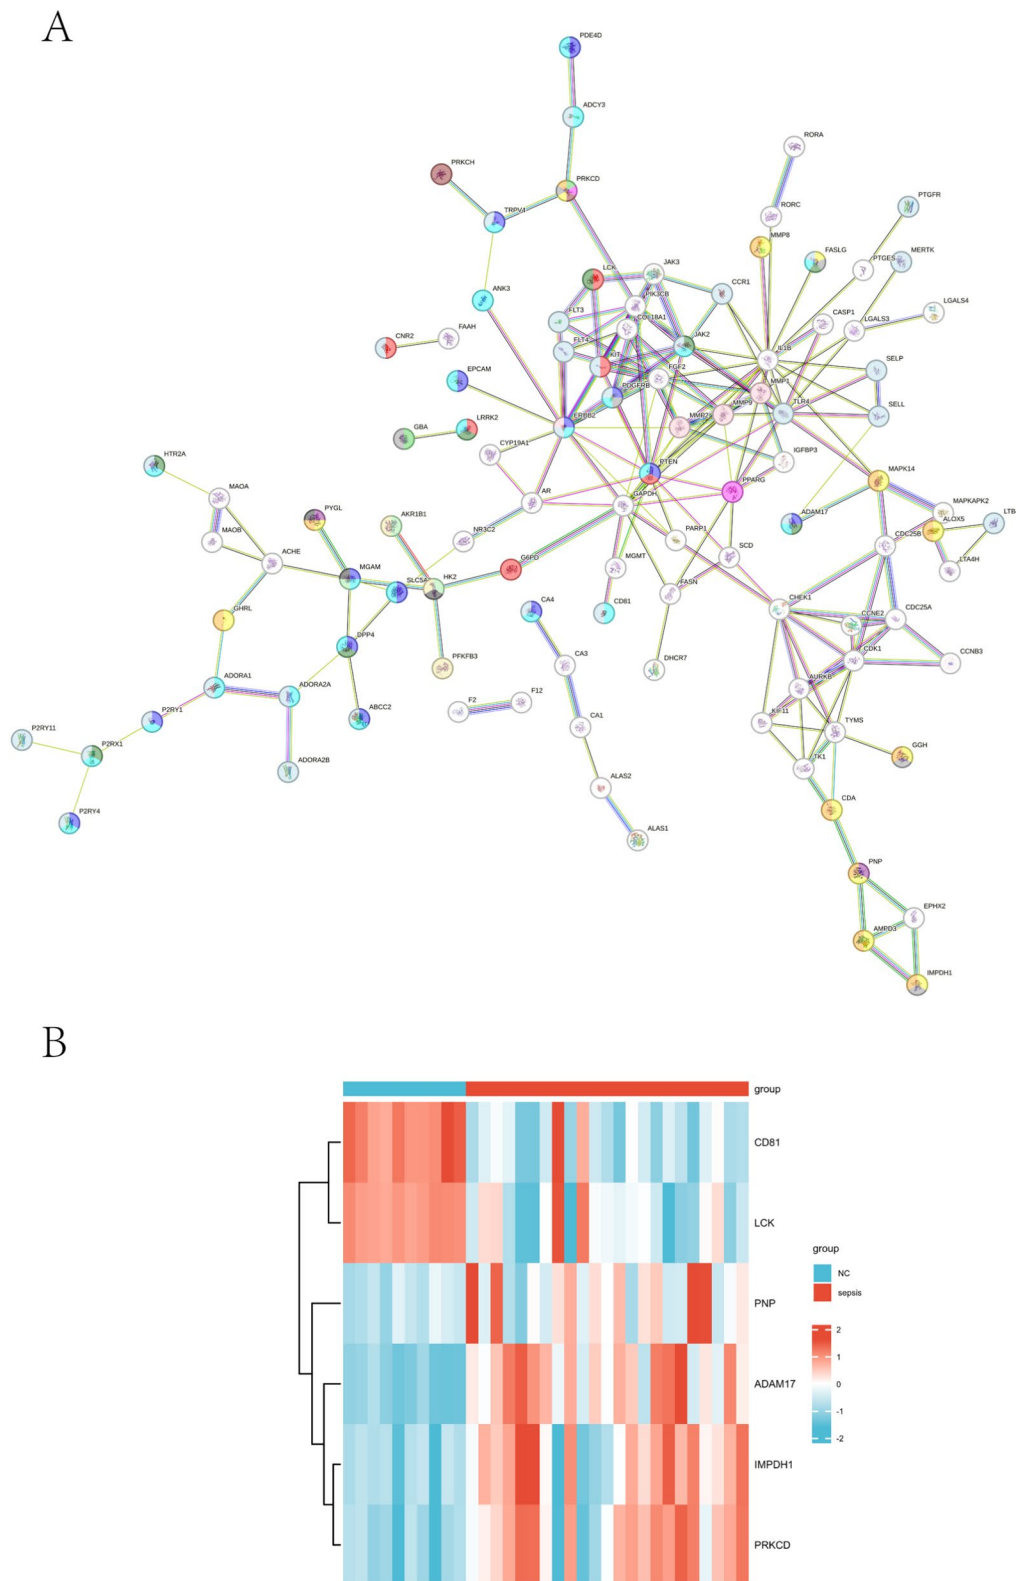 A
PDE4D
ADCY3
RORA
PRKCH
PRKCD
PTGFR
RORC
TRPV4
MMP8
FASLG
PTGES
MERTK
LCK
JAK3
ANK3
PIK3CB
CCR1
LGALS4
FLT3
COL18A1
CASP1
LGALS3
CNR2
FAAH
FLT4
JAK2
IL1B
KIT
FGF2
SELP
EPCAM
PDGFRB
MMP1
MMP9
TLR4
SELL
LRRK2
ERBB2
MMP2
GBA
CYP19A1
IGFBP3
HTR2A
PTEN
MAPK14
MAOA
AR
GAPDH
PPARG
MAPKAPK2
PYGL
AKR1B1
ADAM17
ALOX5
LTB
MAOB
NR3C2
PARP1
CDC25B
ACHE
G6PD
MGMT
SCD
LTA4H
MGAM
HK2
FASN
GHRL
CA4
CD81
CHEK1
CCNE2
CDC25A
DPP4
PFKFB3
CA3
DHCR7
CDK1
CCNB3
ADORA1
ADORA2A
AURKB
P2RY1
ABCC2
F2
F12
KIF11
P2RY11
CA1
TYMS
P2RX1
GGH
ADORA2B
TK1
ALAS2
P2RY4
CDA
ALAS1
PNP
EPHX2
AMPD3
IMPDH1
B
group
CD81
LCK
group
NC
sepsis
PNP
2
1
0
-1
-2
ADAM17
IMPDH1
PRKCD